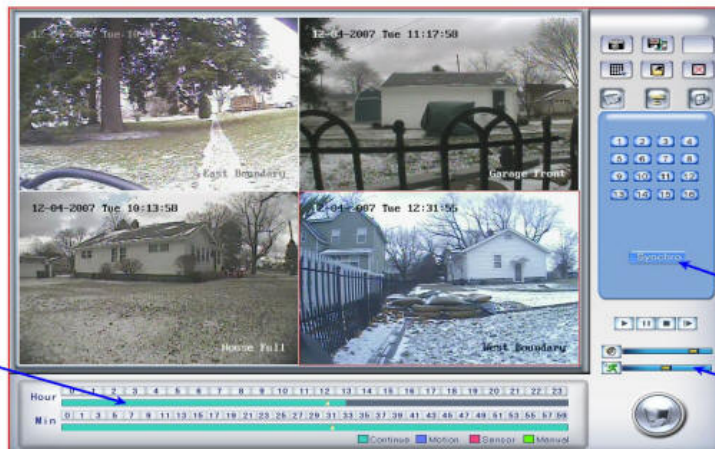 12-04-2007 Tue
12-04-2007 Tue 11:17:58
East Boundary
Garage Front
12-04-2007 Tue 10:13:58
12-04-2007 Tue 12:31:55
House Full
West Boundary
1 2 3 4
5 6 7 8
9 10 11 12
13 14 15 16
Synchro
Hour 0 1 2 3 4 5 6 7 8 9 10 11 12 13 14 15 16 17 18 19 20 21 22 23
Min 0 1 3 5 7 9 11 13 15 17 19 21 23 25 27 29 31 33 35 37 39 41 43 45 47 49 51 53 55 57 59
Continue Motion Sensor Manual